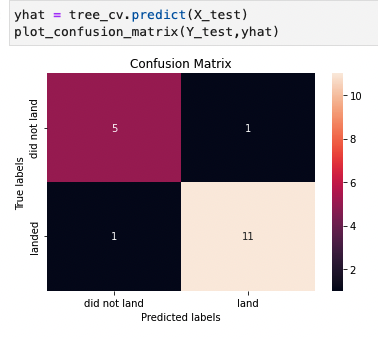 yhat = tree_cv.predict(X_test)
plot_confusion_matrix(Y_test,yhat)
Confusion Matrix
True labels
did not land
5
1
landed
1
11
did not land
land
Predicted labels
10
8
6
4
2